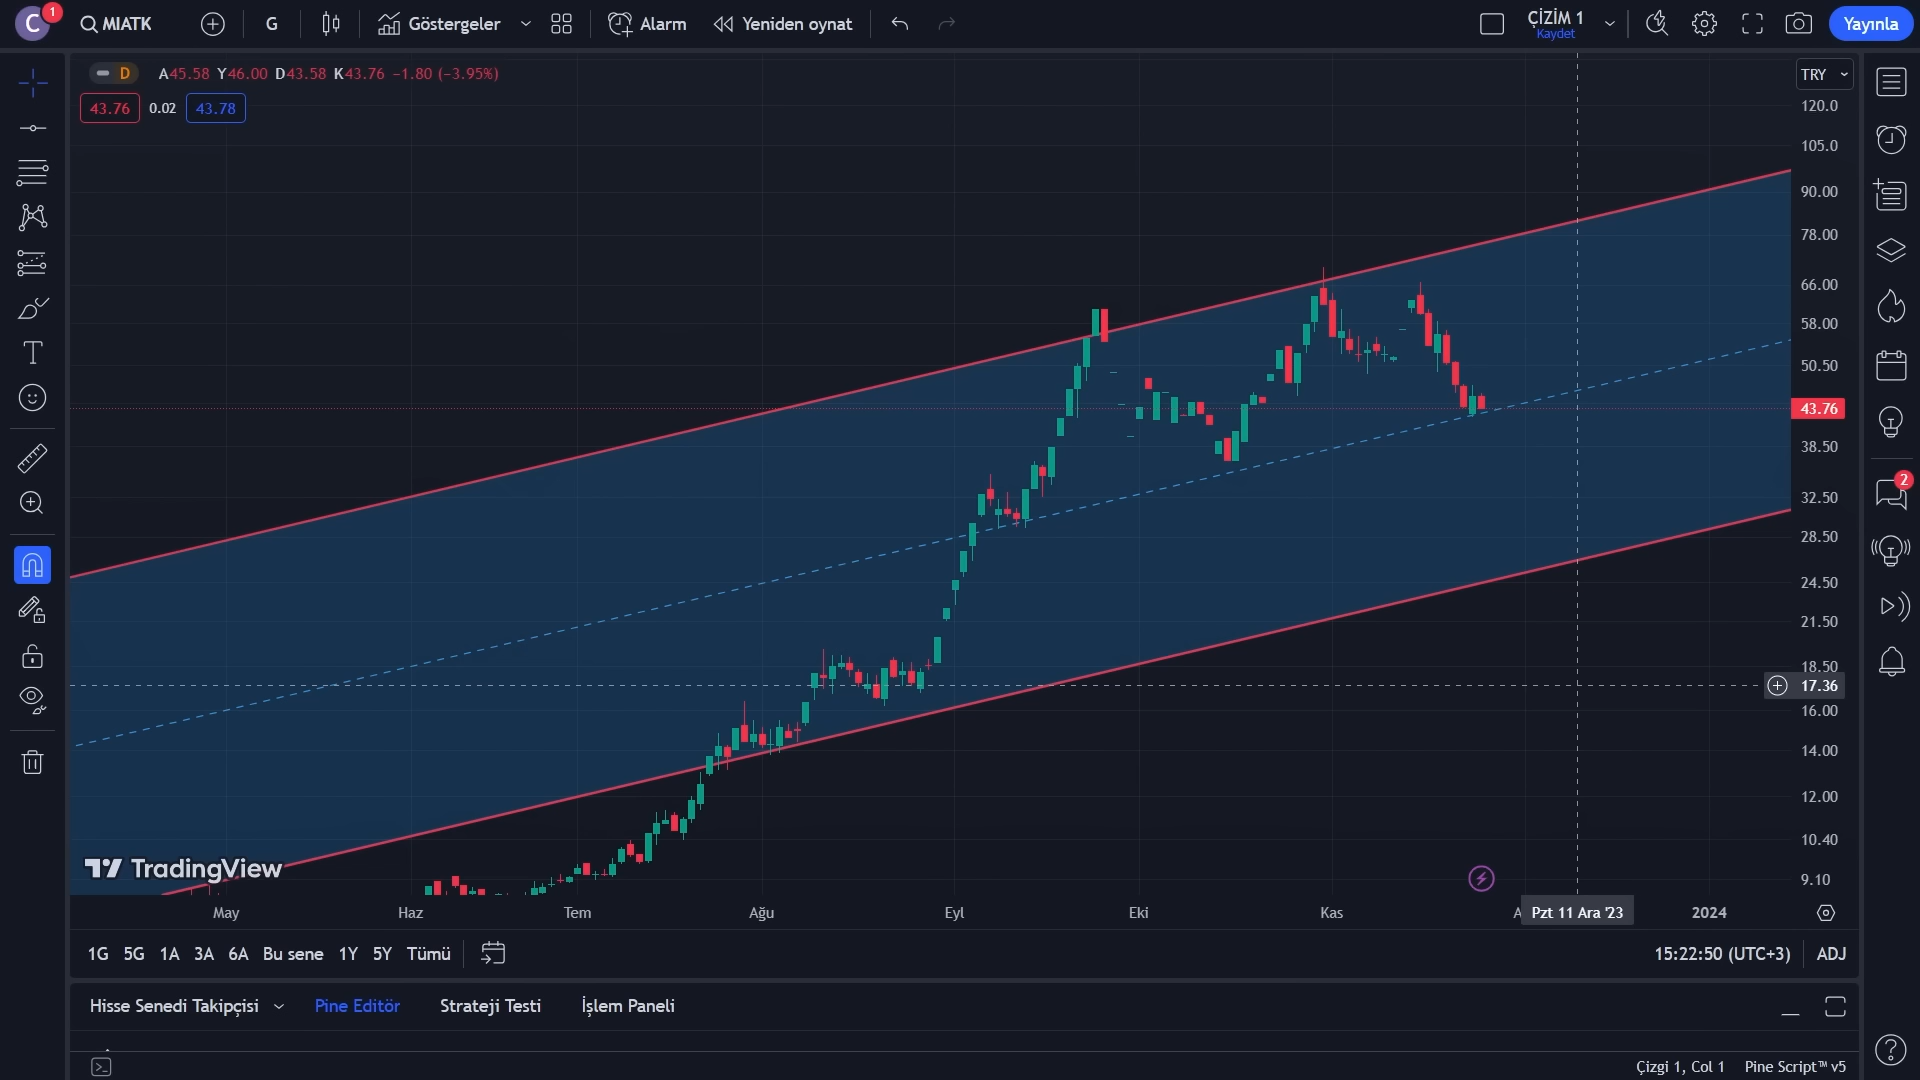 C
1
MIATK
G
Göstergeler
Alarm
Yeniden oynat
ÇİZİM 1
Kaydet
Yayınla
D
A45.58 Y46.00 D43.58 K43.76 −1.80 (−3.95%)
43.76
0.02
43.78
TRY
120.0
105.0
90.00
78.00
66.00
58.00
50.50
43.76
38.50
32.50
28.50
24.50
21.50
18.50
17.36
16.00
14.00
12.00
10.40
9.10
2
TradingView
May
Haz
Tem
Ağu
Eyl
Eki
Kas
A
Pzt 11 Ara '23
2024
1G 5G 1A 3A 6A Bu sene 1Y 5Y Tümü
15:22:50 (UTC+3)
ADJ
Hisse Senedi Takipçisi
Pine Editör
Strateji Testi
İşlem Paneli
Çizgi 1, Col 1
Pine Script™ v5